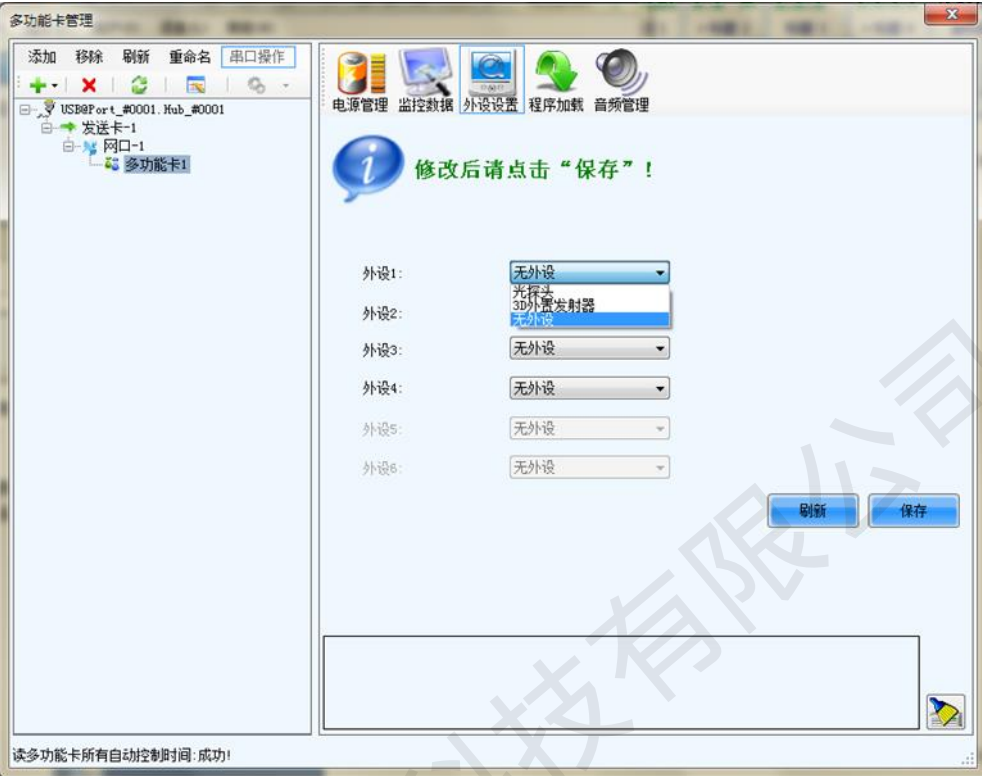 多功能卡管理
添加 移除 刷新 重命名 串口操作
USB@Port_#0001.Hub_#0001
发送卡-1
网口-1
多功能卡1
电源管理 监控数据 外设设置 程序加载 音频管理
修改后请点击“保存”!
外设1: 无外设
光探头
3D外置发射器
无外设
外设2:
外设3: 无外设
外设4: 无外设
外设5: 无外设
外设6: 无外设
刷新 保存
读多功能卡所有自动控制时间:成功!
科技有限公司